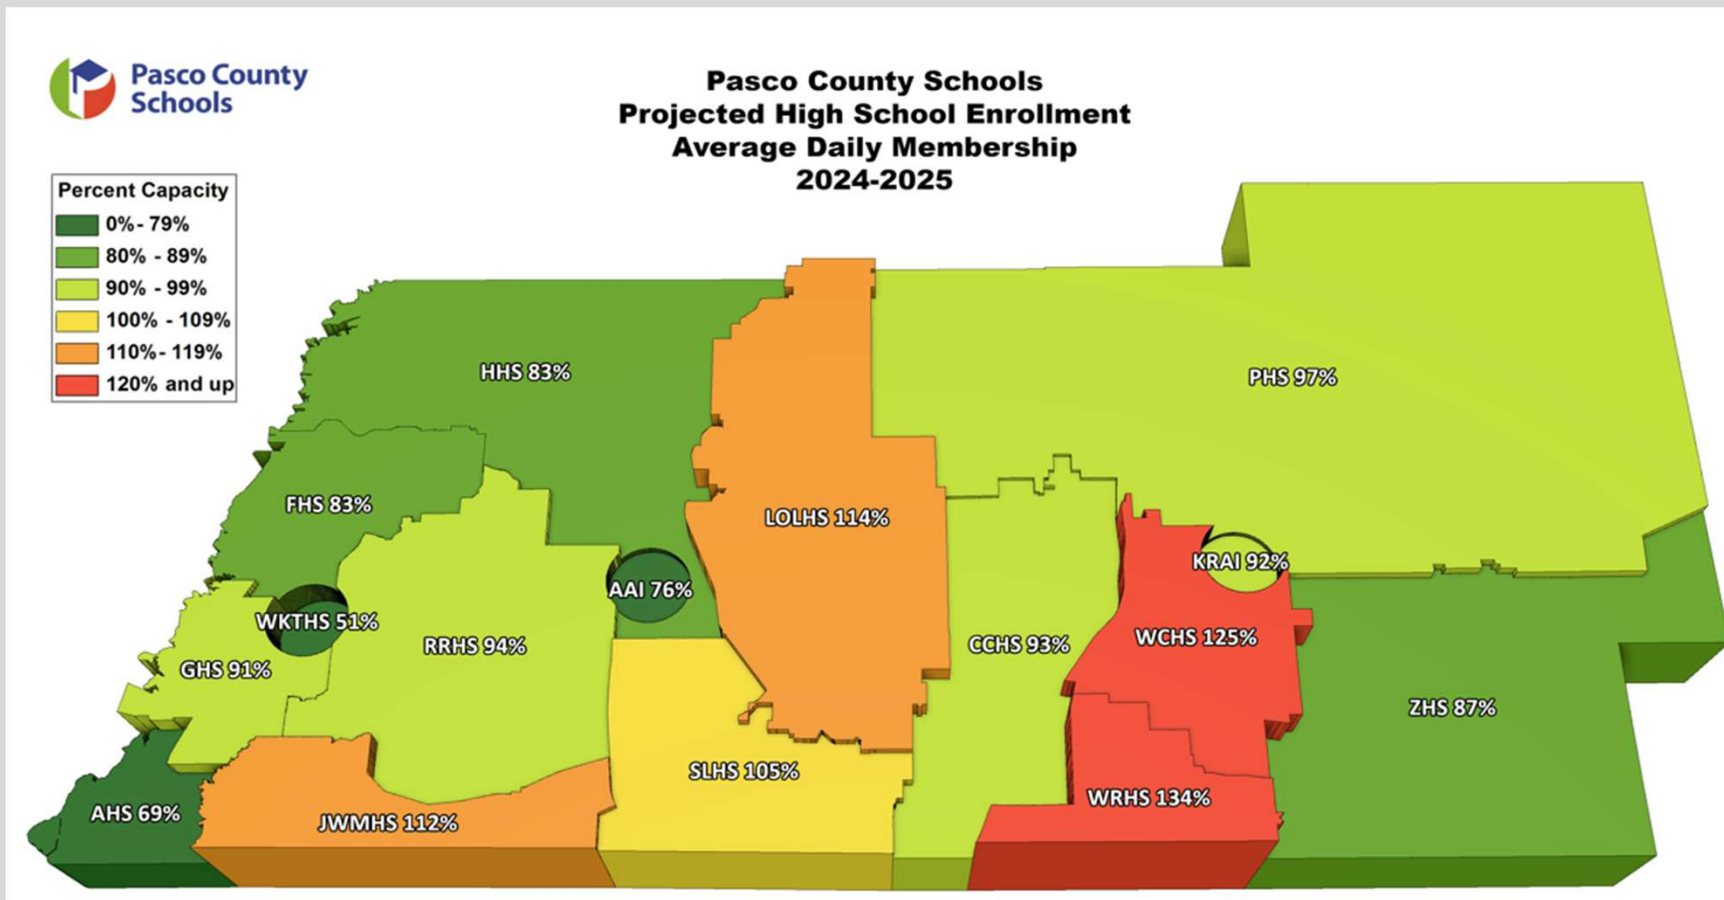 Pasco County
Schools
Pasco County Schools
Projected High School Enrollment
Average Daily Membership
2024-2025
Percent Capacity
0%- 79%
80% - 89%
90% - 99%
100% - 109%
110%- 119%
120% and up
HHS 83%
PHS 97%
FHS 83%
LOLHS 114%
KRAI 92%
AAI 76%
WKTHS 51%
WCHS 125%
RRHS 94%
CCHS 93%
GHS 91%
ZHS 87%
SLHS 105%
WRHS 134%
AHS 69%
JWMHS 112%